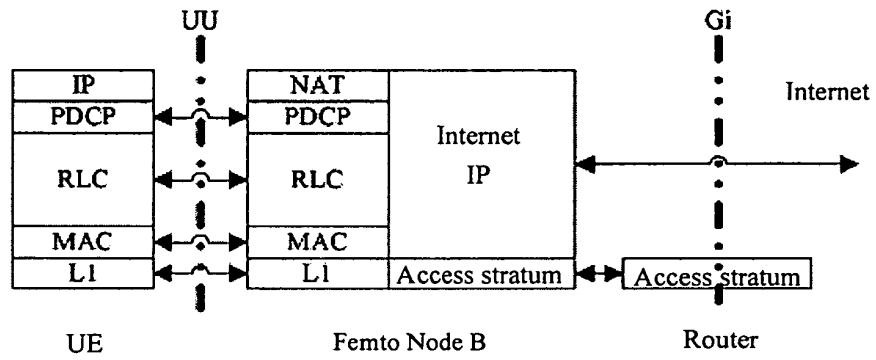 UU
Gi
IP
NAT
Internet
PDCP
PDCP
Internet
IP
RLC
RLC
MAC
MAC
L1
L1
Access stratum
Access stratum
UE
Femto Node B
Router